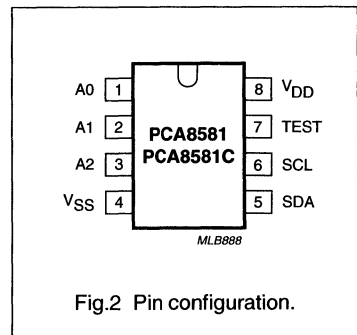 A0 1 8 VDD
A1 2 PCA8581 7 TEST
A2 3 PCA8581C 6 SCL
VSS 4 5 SDA
MLB888
Fig.2 Pin configuration.